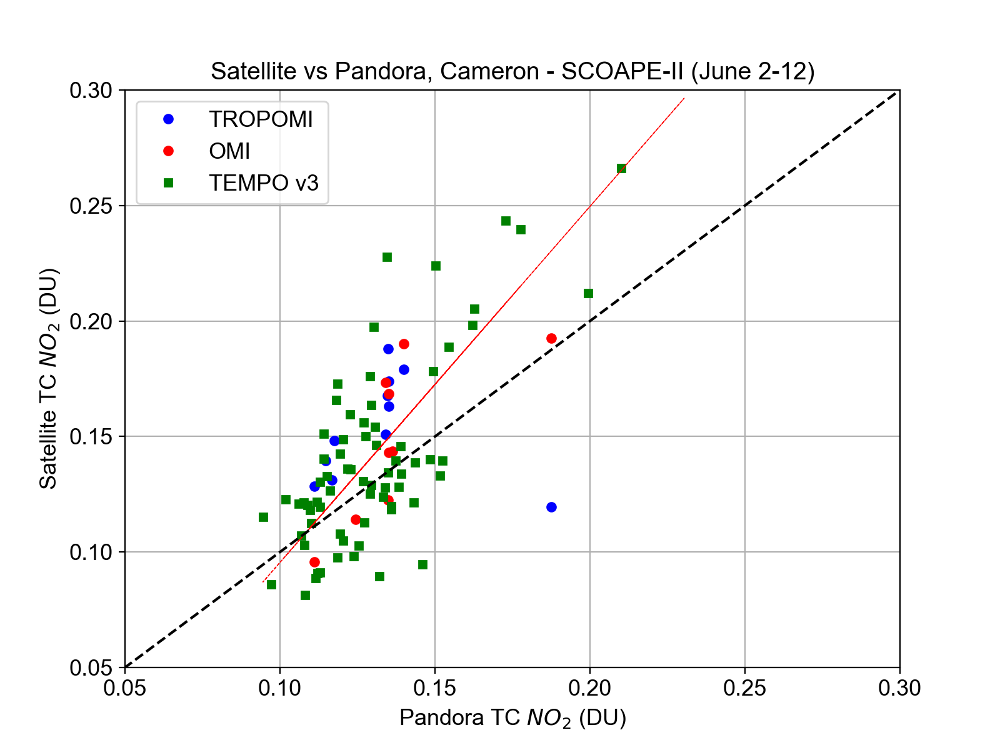 Satellite vs Pandora, Cameron - SCOAPE-II (June 2-12)
0.30
TROPOMI
OMI
TEMPO v3
0.25
0.20
0.15
0.10
0.05
Satellite TC NO₂ (DU)
0.05 0.10 0.15 0.20 0.25 0.30
Pandora TC NO₂ (DU)